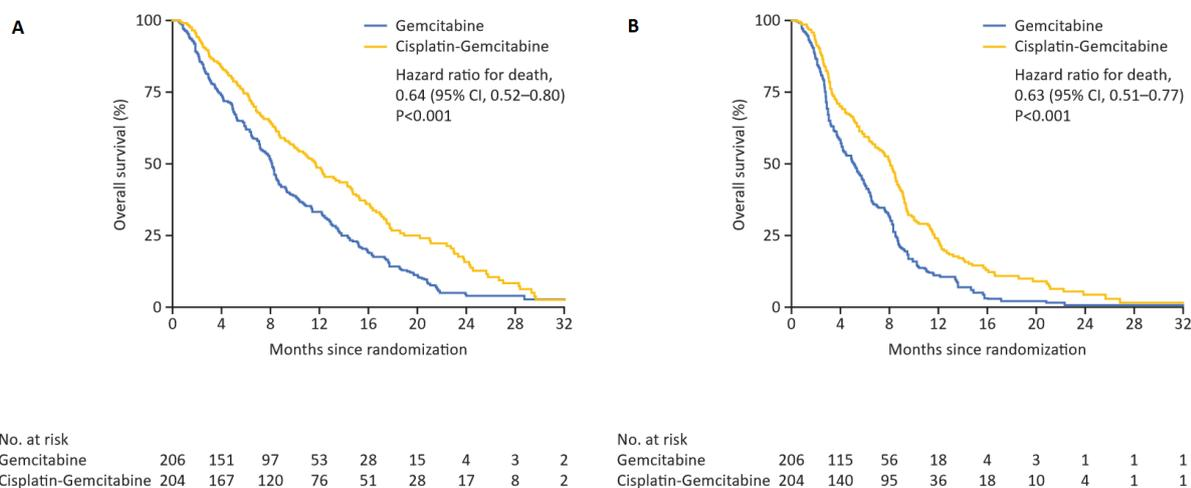 A
100
75
50
25
0
Overall survival (%)
Gemcitabine
Cisplatin-Gemcitabine
Hazard ratio for death,
0.64 (95% CI, 0.52–0.80)
P<0.001
0 4 8 12 16 20 24 28 32
Months since randomization
No. at risk
Gemcitabine 206 151 97 53 28 15 4 3 2
Cisplatin-Gemcitabine 204 167 120 76 51 28 17 8 2
B
100
75
50
25
0
Overall survival (%)
Gemcitabine
Cisplatin-Gemcitabine
Hazard ratio for death,
0.63 (95% CI, 0.51–0.77)
P<0.001
0 4 8 12 16 20 24 28 32
Months since randomization
No. at risk
Gemcitabine 206 115 56 18 4 3 1 1 1
Cisplatin-Gemcitabine 204 140 95 36 18 10 4 1 1